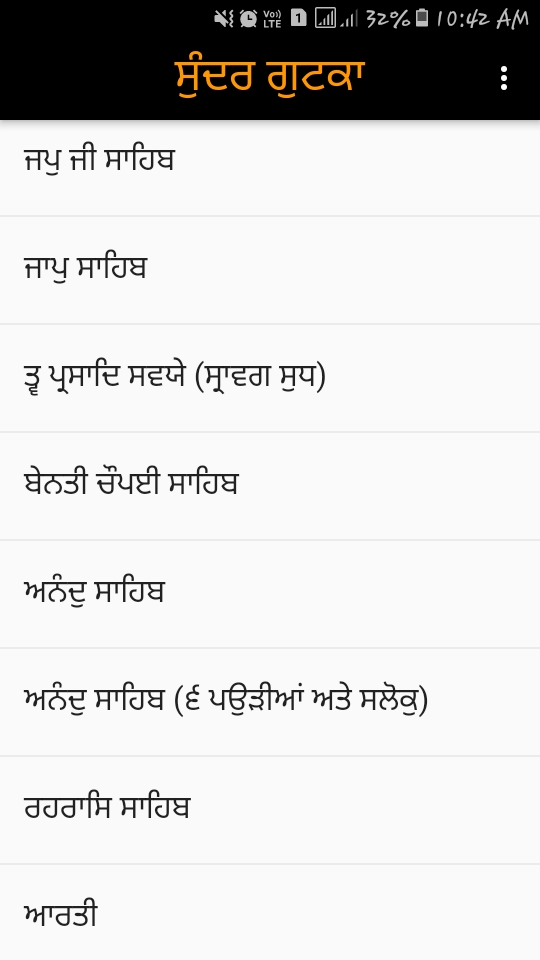 Vo) LTE 1 32% 10:42 AM
ਸੁੰਦਰ ਗੁਟਕਾ
ਜਪੁ ਜੀ ਸਾਹਿਬ
ਜਾਪੁ ਸਾਹਿਬ
ਤ੍ਵ ਪ੍ਰਸਾਦਿ ਸਵਯੇ (ਸ੍ਰਾਵਗ ਸੁਧ)
ਬੇਨਤੀ ਚੌਪਈ ਸਾਹਿਬ
ਅਨੰਦੁ ਸਾਹਿਬ
ਅਨੰਦੁ ਸਾਹਿਬ (੬ ਪਉੜੀਆਂ ਅਤੇ ਸਲੋਕੁ)
ਰਹਰਾਸਿ ਸਾਹਿਬ
ਆਰਤੀ